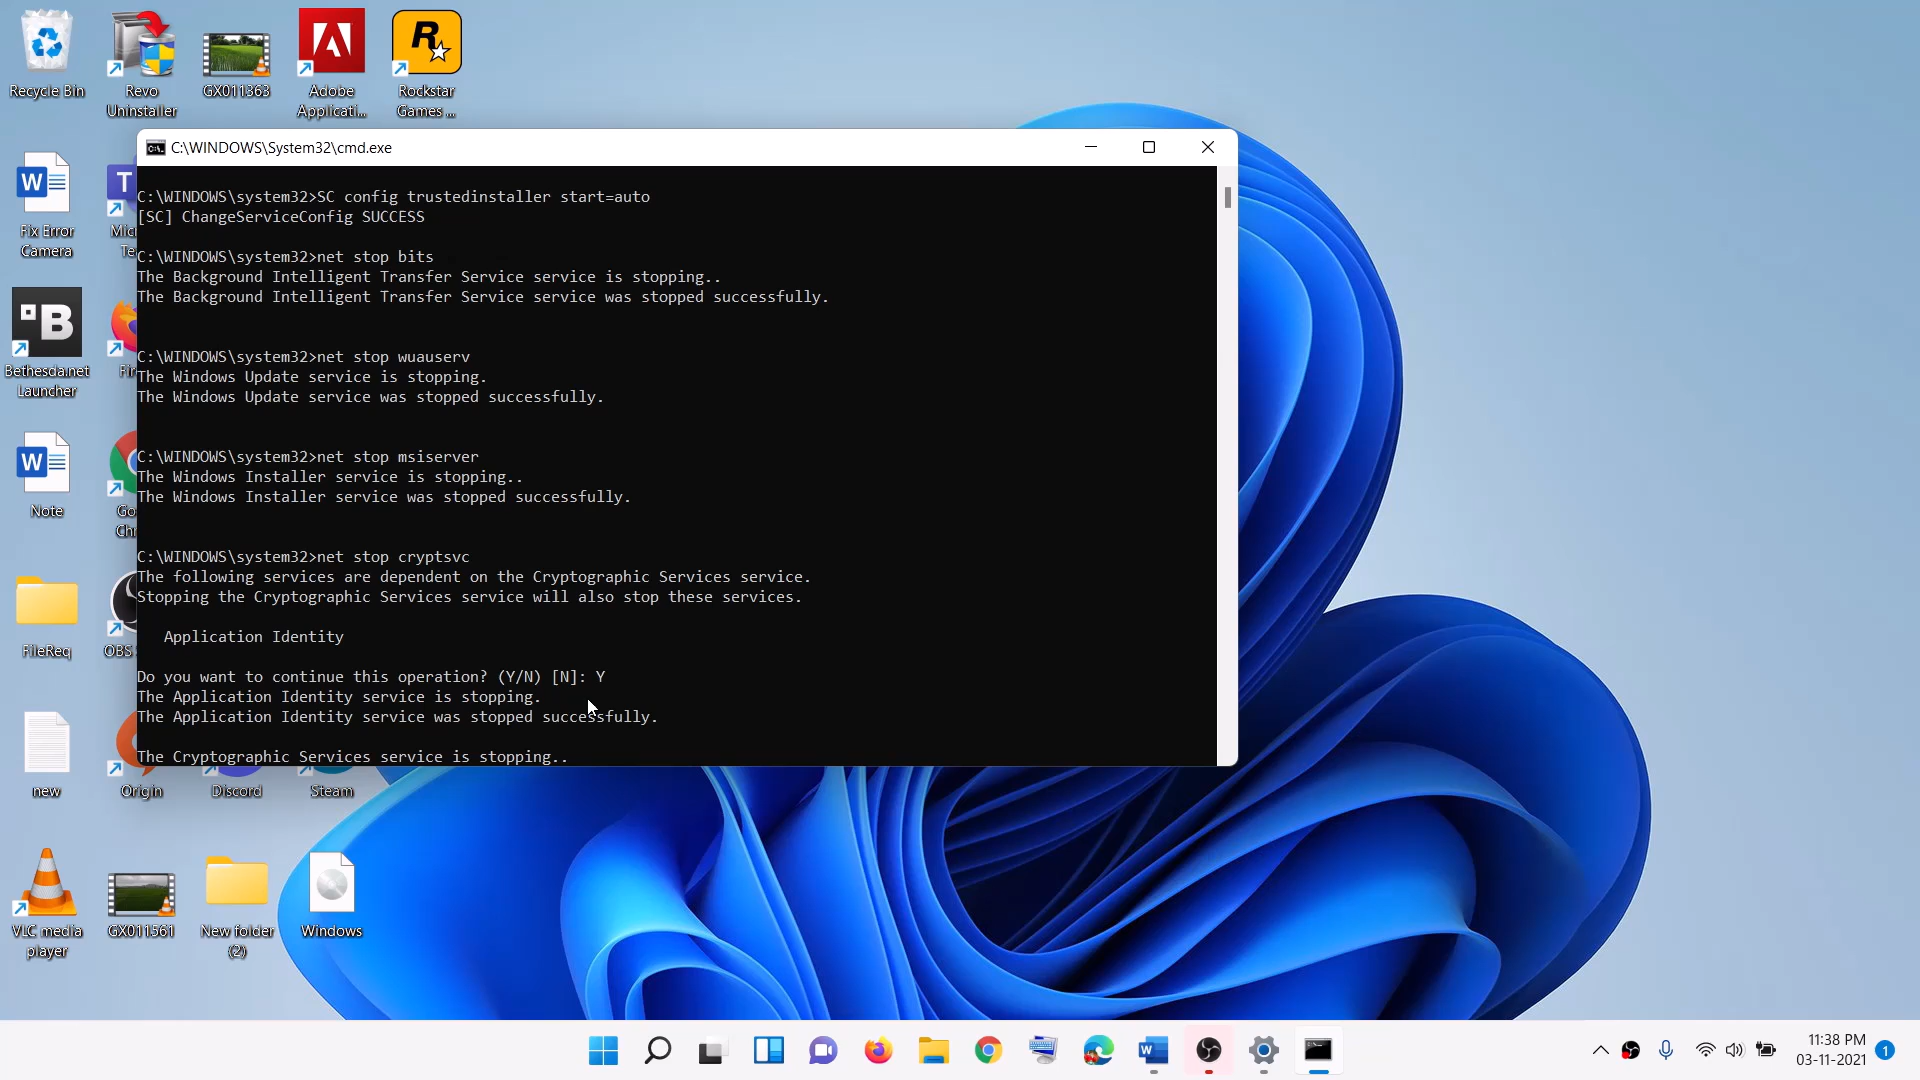 Recycle Bin
Revo
Uninstaller
GX011363
Adobe
Applicati...
Rockstar
Games ...
Fix Error
Camera
Bethesda.net
Launcher
Note
FileReq
OBS
new
Origin
Discord
Steam
VLC media
player
GX011561
New folder
(2)
Windows
C:\WINDOWS\System32\cmd.exe
C:\WINDOWS\system32>SC config trustedinstaller start=auto
[SC] ChangeServiceConfig SUCCESS
C:\WINDOWS\system32>net stop bits
The Background Intelligent Transfer Service service is stopping..
The Background Intelligent Transfer Service service was stopped successfully.
C:\WINDOWS\system32>net stop wuauserv
The Windows Update service is stopping.
The Windows Update service was stopped successfully.
C:\WINDOWS\system32>net stop msiserver
The Windows Installer service is stopping..
The Windows Installer service was stopped successfully.
C:\WINDOWS\system32>net stop cryptsvc
The following services are dependent on the Cryptographic Services service.
Stopping the Cryptographic Services service will also stop these services.
Application Identity
Do you want to continue this operation? (Y/N) [N]: Y
The Application Identity service is stopping.
The Application Identity service was stopped successfully.
The Cryptographic Services service is stopping..
11:38 PM
03-11-2021
1